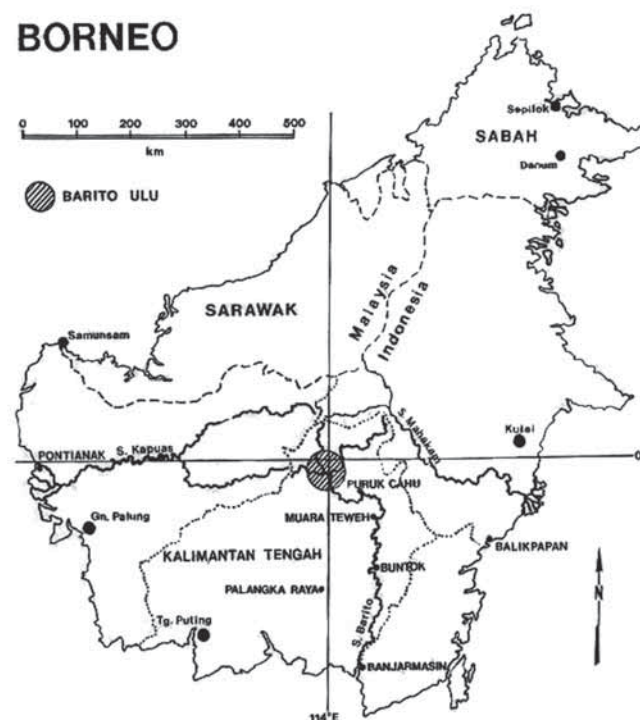 BORNEO
0 100 200 300 400 500
km
BARITO ULU
Sepilok
SABAH
Danum
Malaysia
Indonesia
SARAWAK
Samunsam
S. Mahakam
Kutai
S. Kapuas
PONTIANAK
0
PURUK CAHU
Gn. Palung
MUARA TEWEH
KALIMANTAN TENGAH
BALIKPAPAN
BUNTOK
PALANGKA RAYA
N
Tg. Puting
S. Barito
BANJARMASIN
114°E